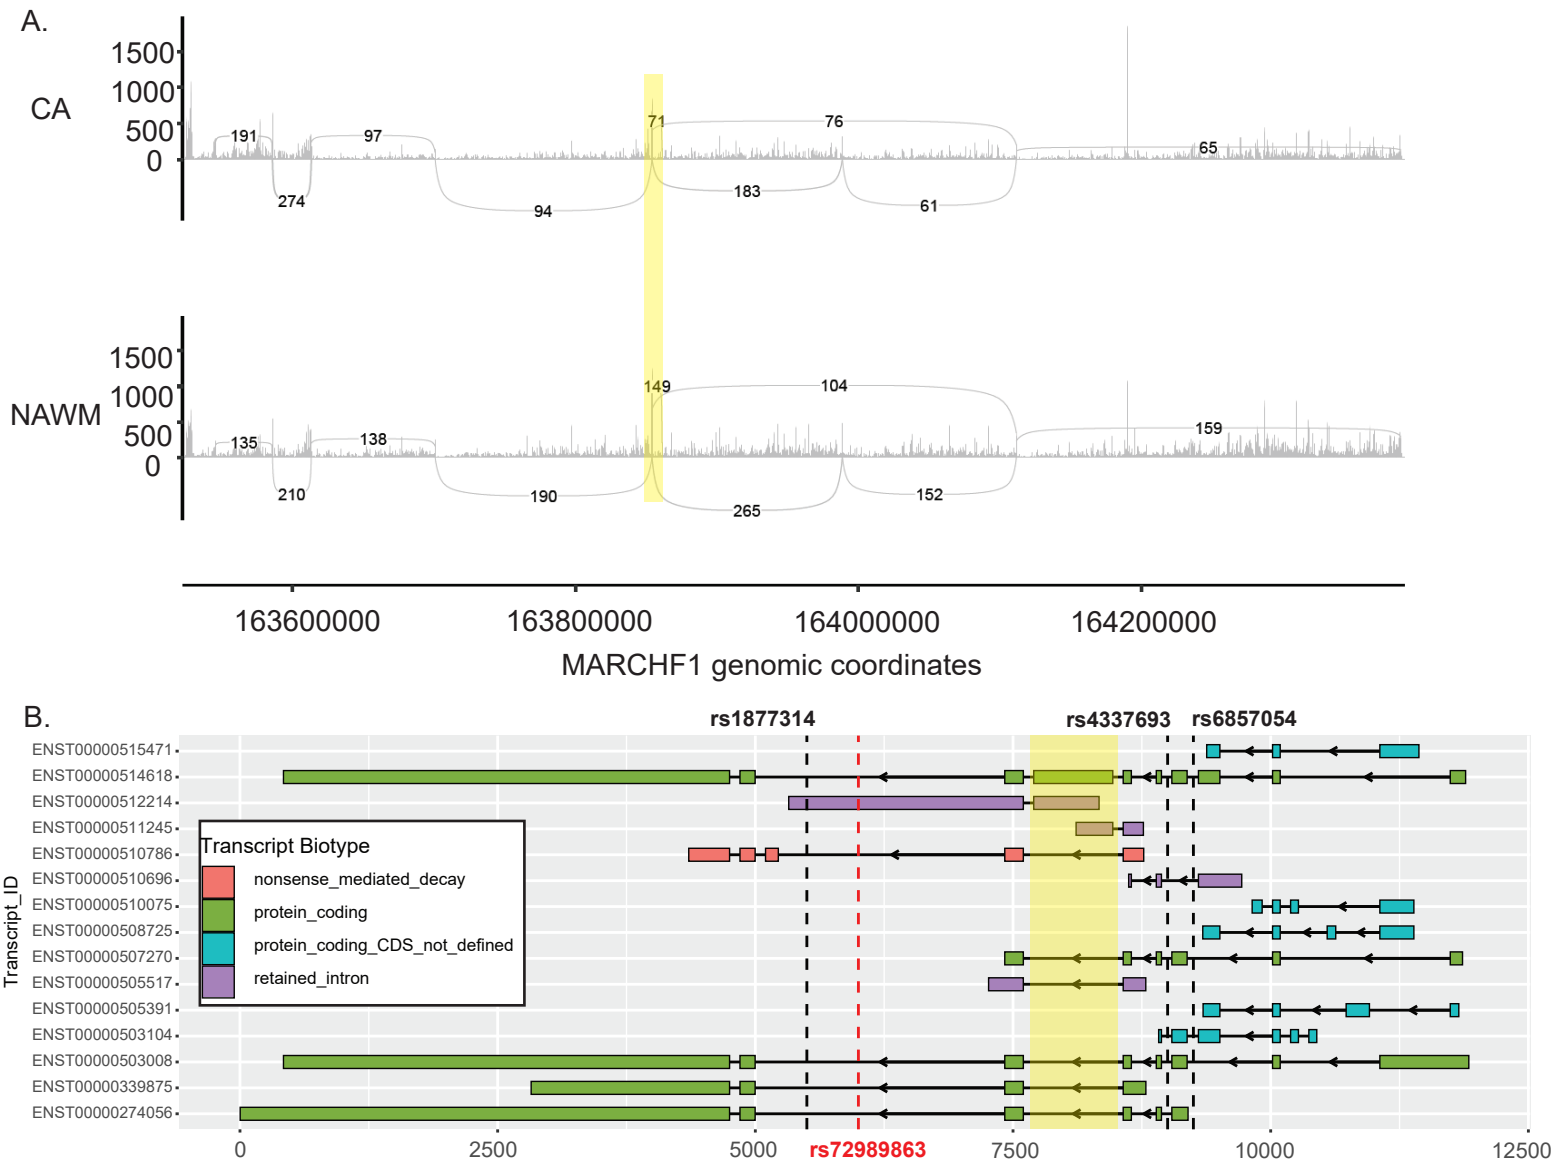 A.
CA
1500
1000
500
0
191
97
71
76
65
274
94
183
61
NAWM
1500
1000
500
0
135
138
149
104
159
210
190
265
152
163600000 163800000 164000000 164200000
MARCHF1 genomic coordinates
B.
rs1877314 rs4337693 rs6857054
Transcript_ID
ENST00000515471
ENST00000514618
ENST00000512214
ENST00000511245
ENST00000510786
ENST00000510696
ENST00000510075
ENST00000508725
ENST00000507270
ENST00000505517
ENST00000505391
ENST00000503104
ENST00000503008
ENST00000339875
ENST00000274056
Transcript Biotype
nonsense_mediated_decay
protein_coding
protein_coding_CDS_not_defined
retained_intron
0 2500 5000 7500 10000 12500
rs72989863